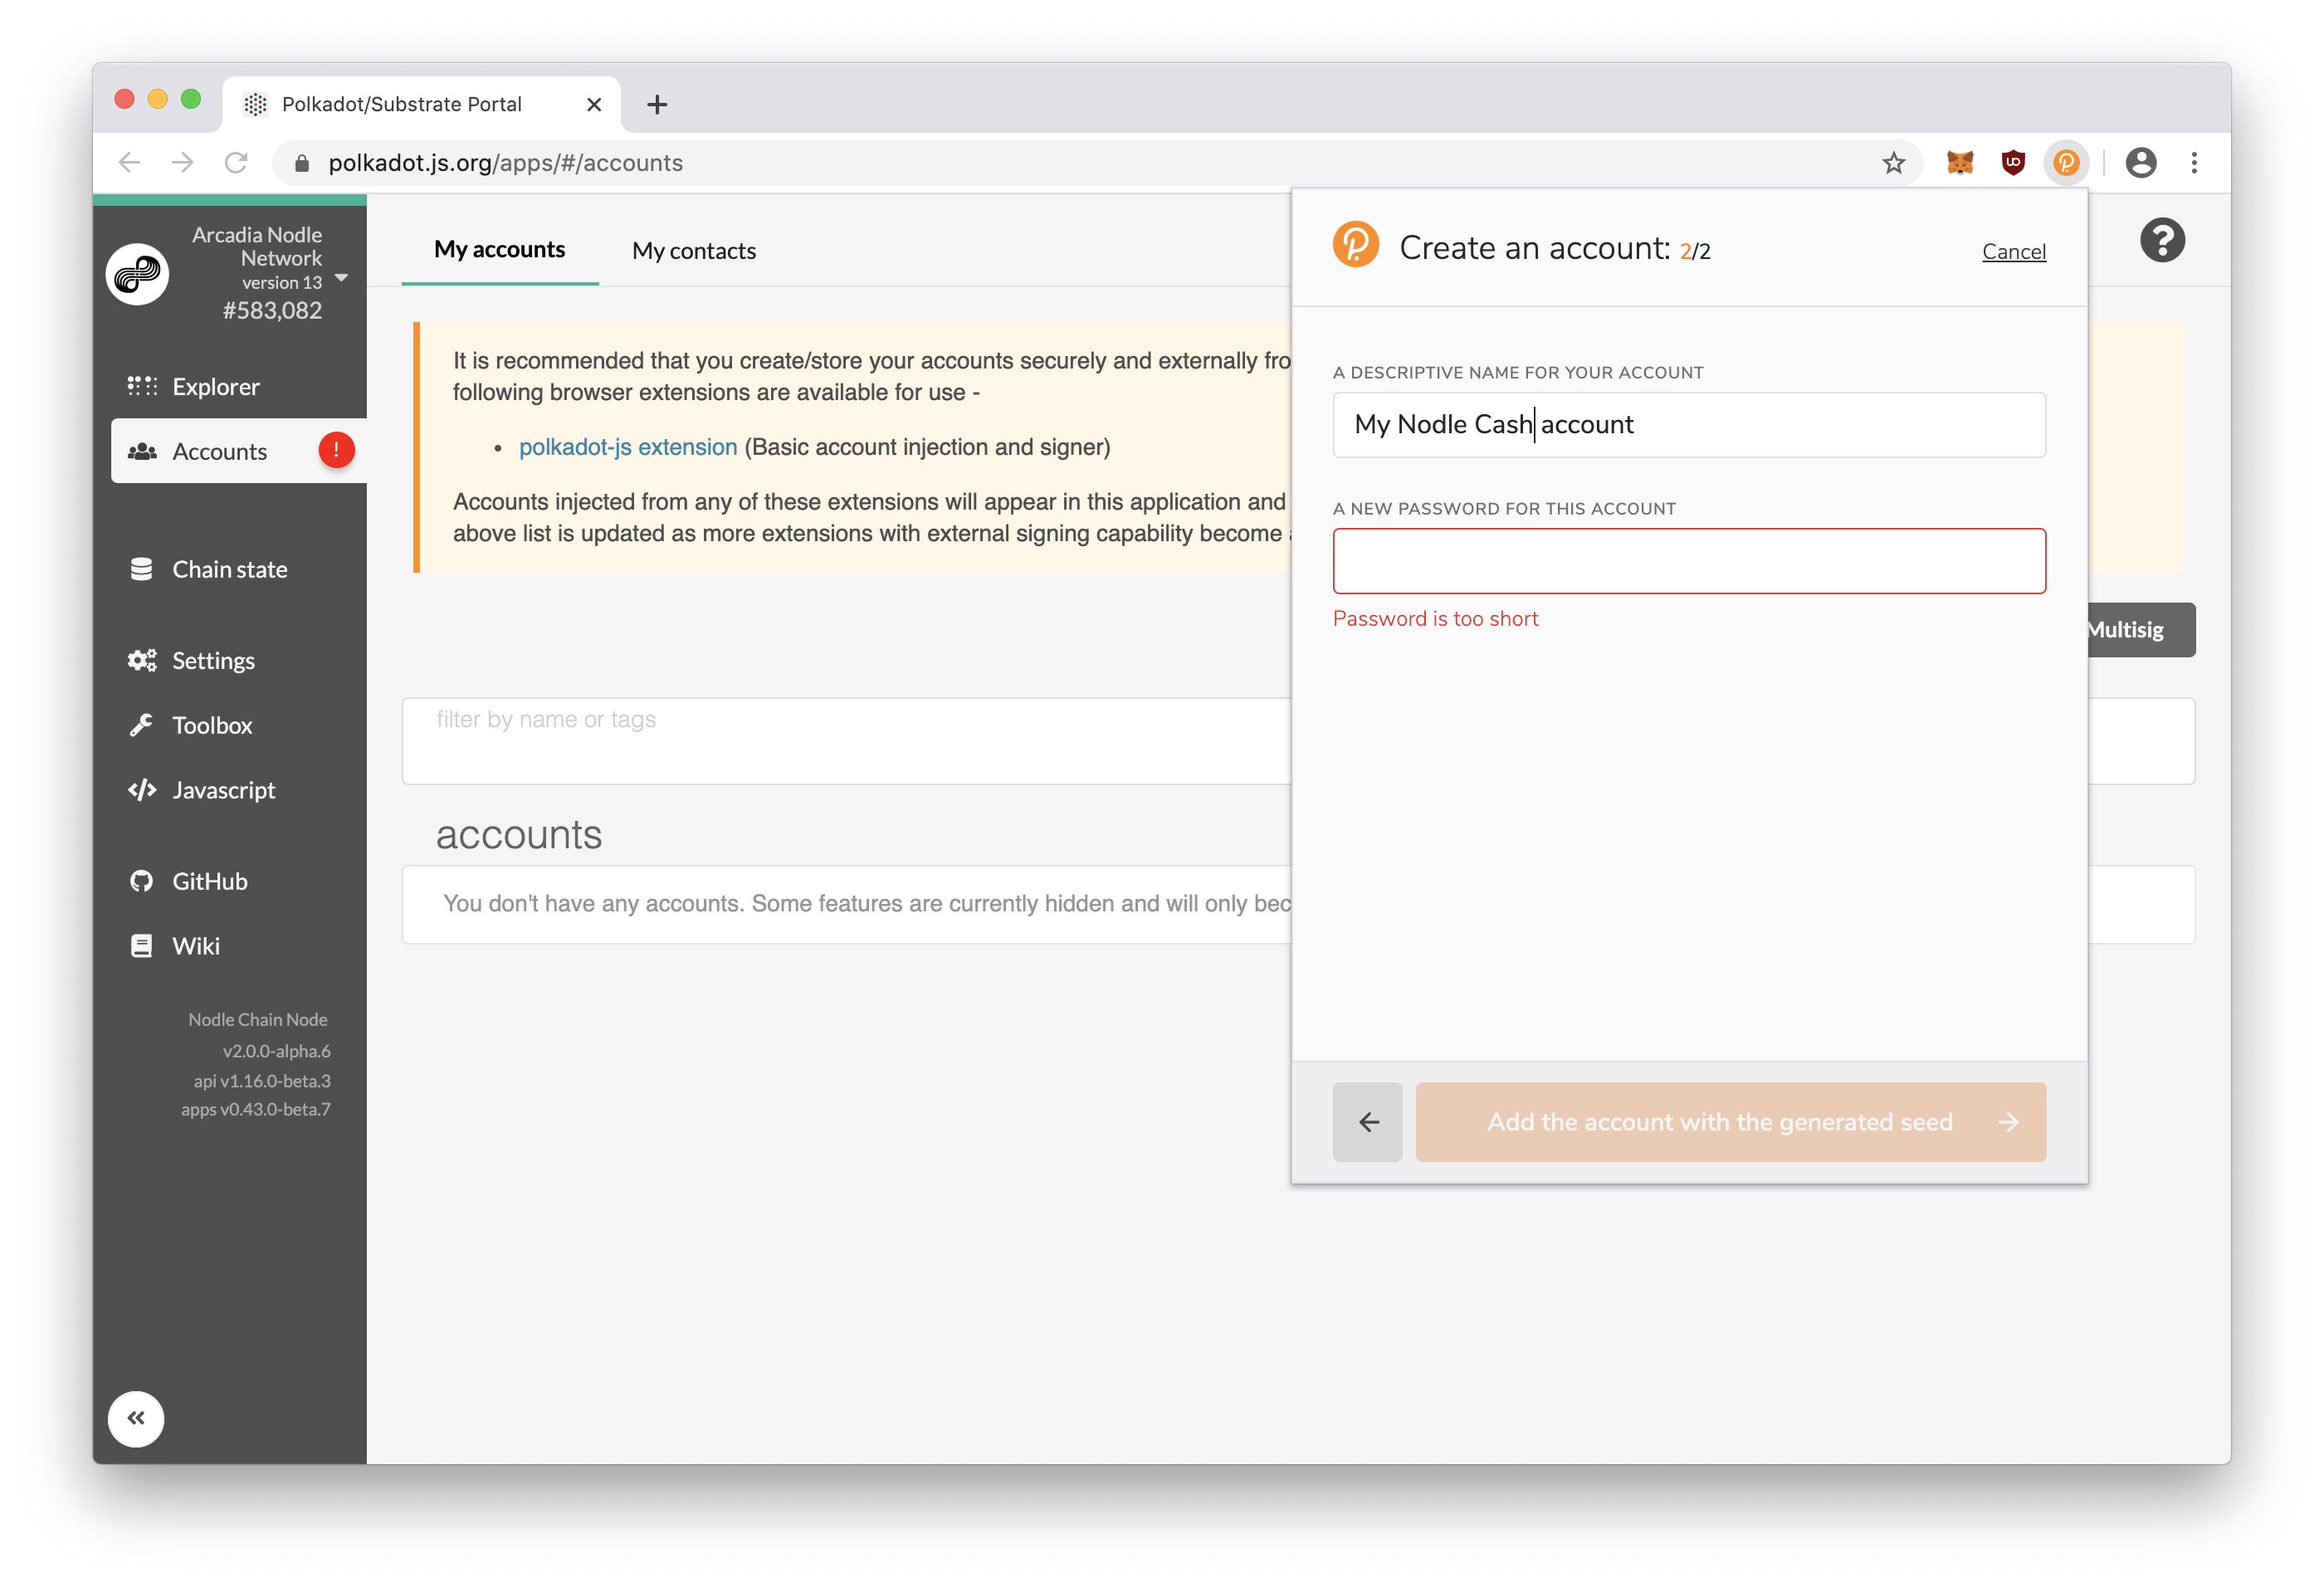 Polkadot/Substrate Portal
polkadot.js.org/apps/#/accounts
Arcadia Nodle
Network
version 13
#583,082
Explorer
Accounts
!
Chain state
Settings
Toolbox
Javascript
GitHub
Wiki
Nodle Chain Node
v2.0.0-alpha.6
api v1.16.0-beta.3
apps v0.43.0-beta.7
My accounts
My contacts
It is recommended that you create/store your accounts securely and externally fro
following browser extensions are available for use -
• polkadot-js extension (Basic account injection and signer)
Accounts injected from any of these extensions will appear in this application and
above list is updated as more extensions with external signing capability become
Multisig
filter by name or tags
accounts
You don't have any accounts. Some features are currently hidden and will only bec
Create an account: 2/2
Cancel
A DESCRIPTIVE NAME FOR YOUR ACCOUNT
My Nodle Cash account
A NEW PASSWORD FOR THIS ACCOUNT
Password is too short
Add the account with the generated seed